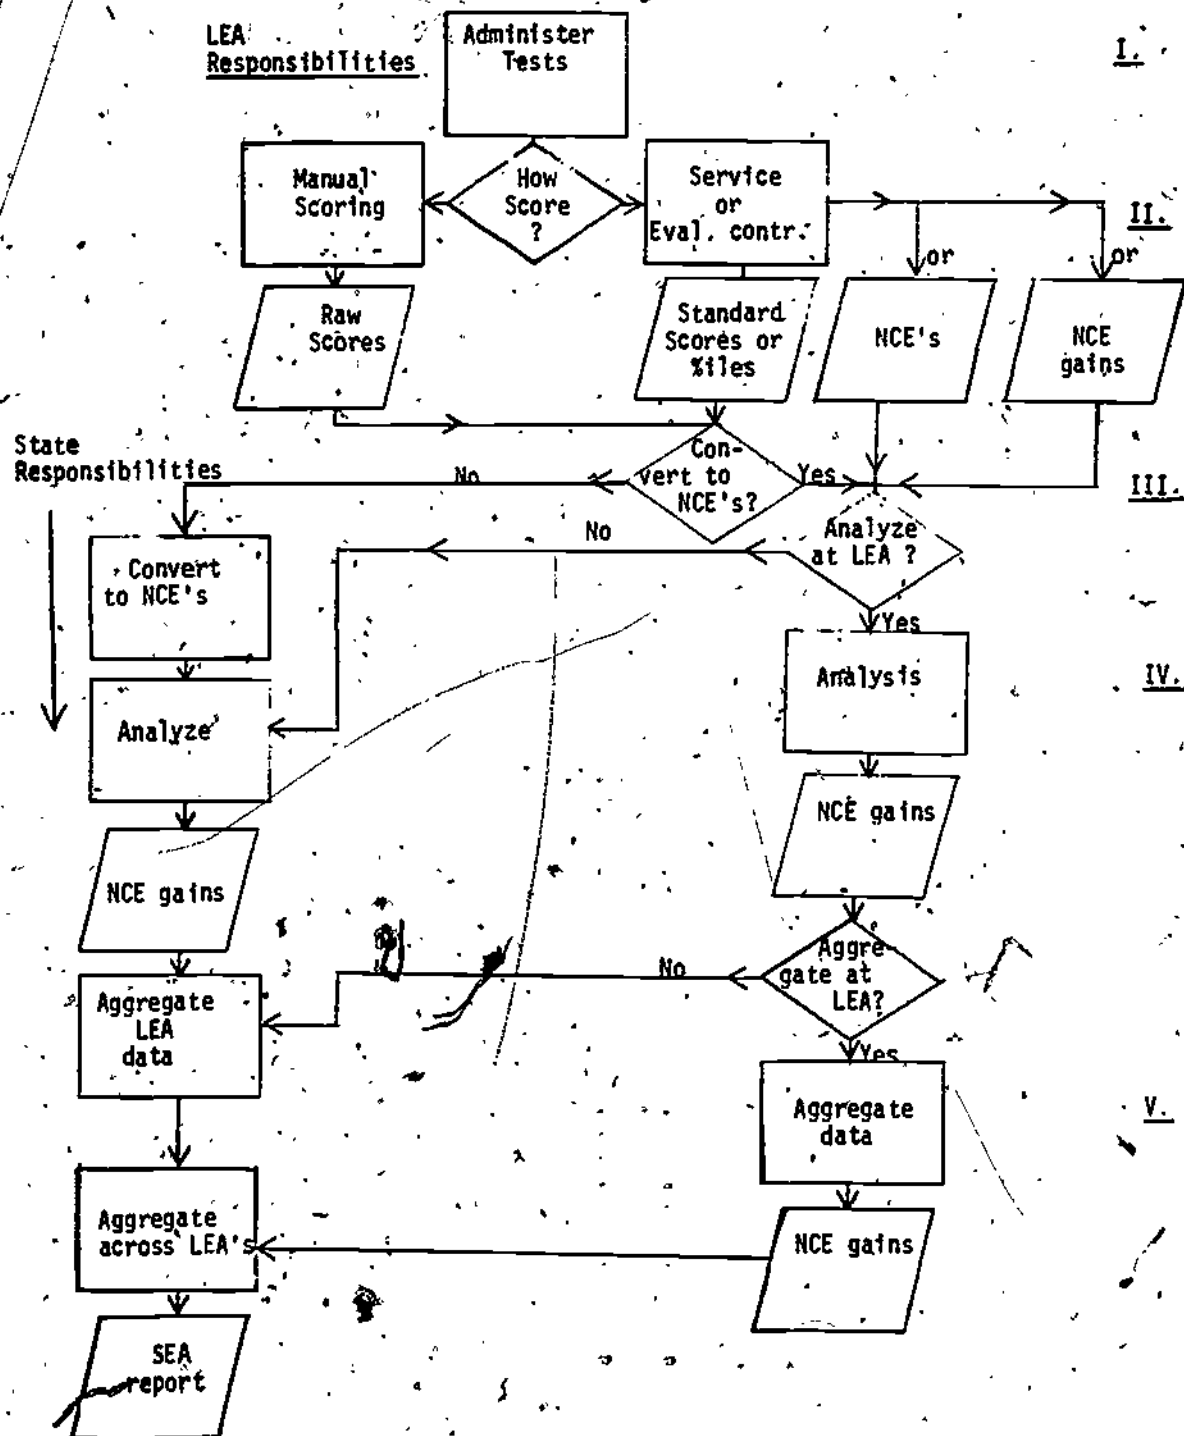 LEA
Responsibilities
Administer
Tests
I.
Manual
Scoring
How
Score
?
Service
or
Eval. contr.
II.
or
or
Raw
Scores
Standard
Scores or
%iles
NCE's
NCE
gains
State
Responsibilities
No
Con-
vert to
NCE's?
Yes
III.
No
Analyze
at LEA ?
Convert
to NCE's
Yes
Analysis
IV.
Analyze
NCE gains
NCE gains
No
Aggre-
gate at
LEA?
Aggregate
LEA
data
Yes
Aggregate
data
V.
Aggregate
across LEA's
NCE gains
SEA
report